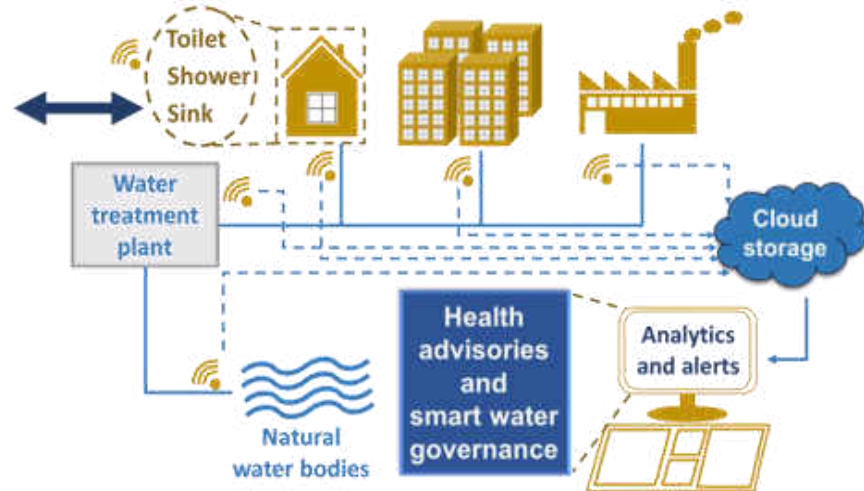 Toilet
Shower
Sink
Water
treatment
plant
Cloud
storage
Health
advisories
and
smart water
governance
Analytics
and alerts
Natural
water bodies